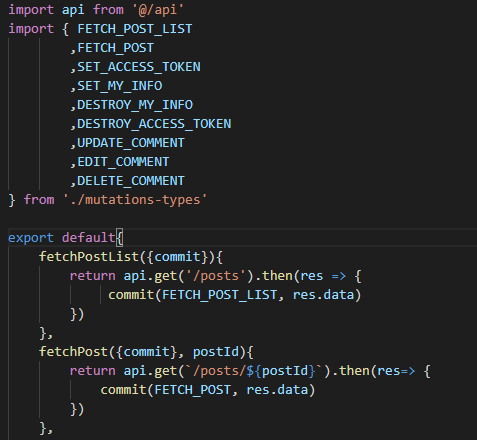 import api from '@/api'
import { FETCH_POST_LIST
        ,FETCH_POST
        ,SET_ACCESS_TOKEN
        ,SET_MY_INFO
        ,DESTROY_MY_INFO
        ,DESTROY_ACCESS_TOKEN
        ,UPDATE_COMMENT
        ,EDIT_COMMENT
        ,DELETE_COMMENT
} from './mutations-types'

export default{
    fetchPostList({commit}){
        return api.get('/posts').then(res => {
             commit(FETCH_POST_LIST, res.data)
        })
    },
    fetchPost({commit}, postId){
        return api.get(`/posts/${postId}`).then(res=> {
            commit(FETCH_POST, res.data)
        })
    },